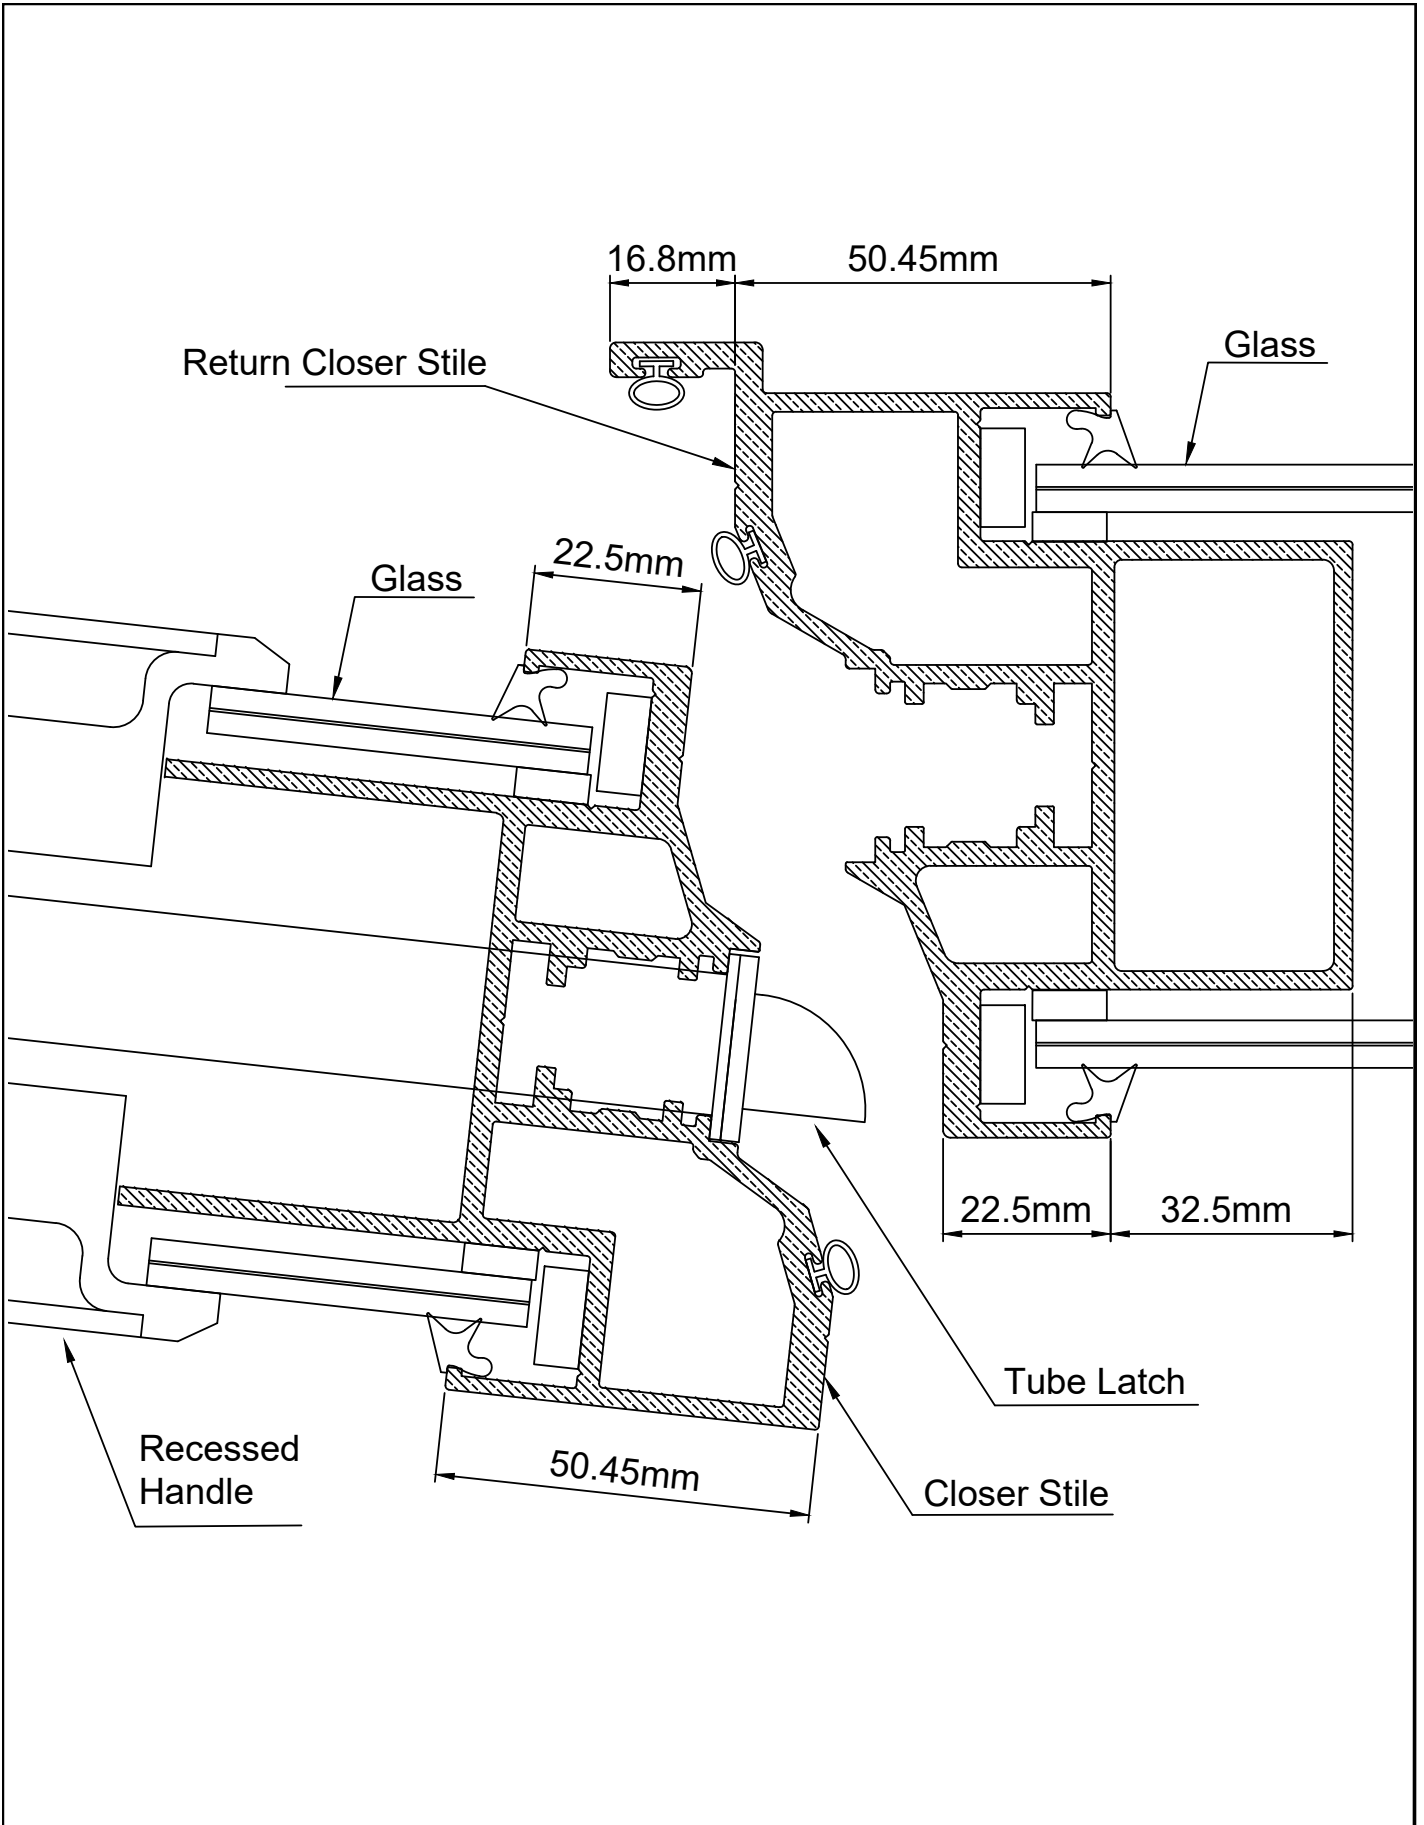 16.8mm
50.45mm
Return Closer Stile
Glass
22.5mm
Glass
22.5mm
32.5mm
Tube Latch
Recessed
Handle
50.45mm
Closer Stile